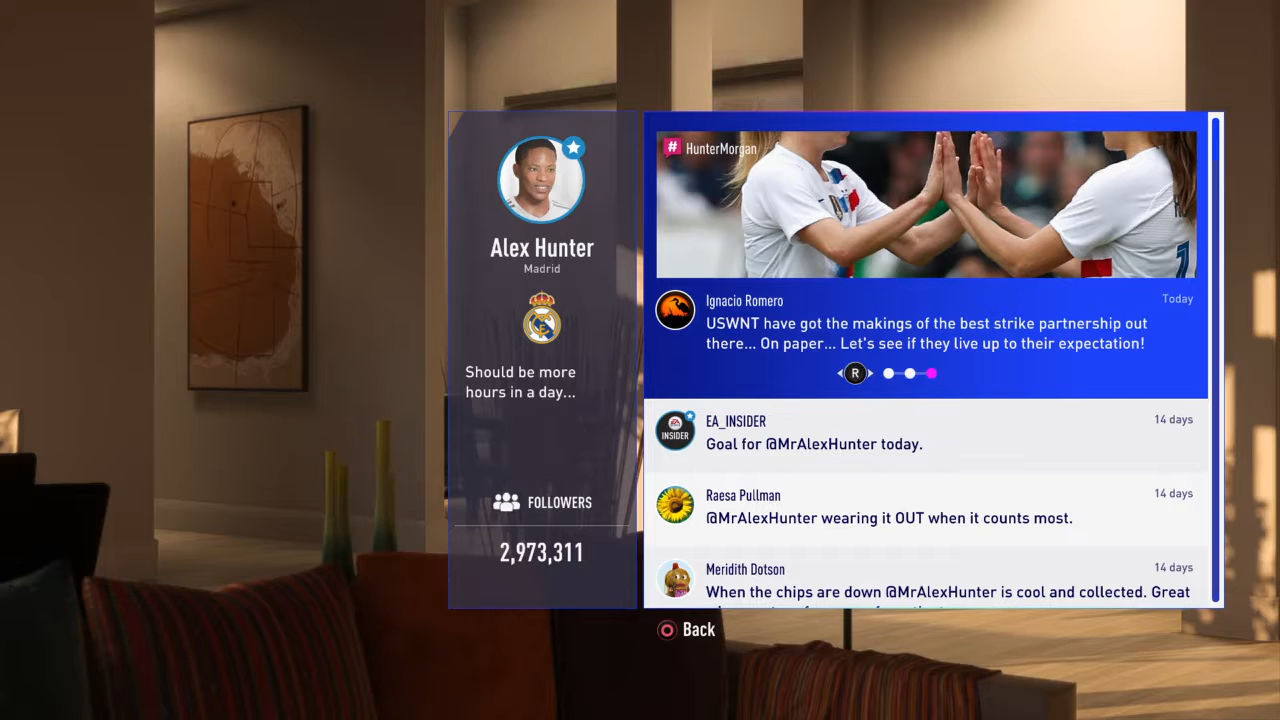 Alex Hunter
Madrid
Should be more
hours in a day...
FOLLOWERS
2,973,311
# HunterMorgan
Ignacio Romero
Today
USWNT have got the makings of the best strike partnership out
there... On paper... Let's see if they live up to their expectation!
R
EA_INSIDER
14 days
EA
INSIDER
Goal for @MrAlexHunter today.
Raesa Pullman
14 days
@MrAlexHunter wearing it OUT when it counts most.
Meridith Dotson
14 days
When the chips are down @MrAlexHunter is cool and collected. Great
Back